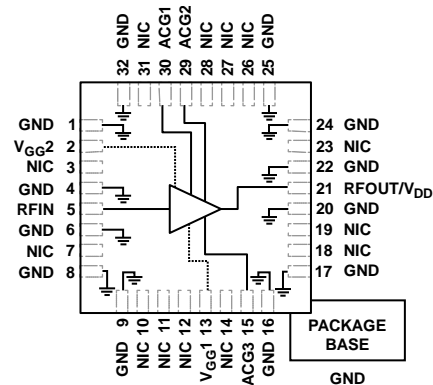 GND
NIC
ACG1
ACG2
NIC
NIC
NIC
GND
32
31
30
29
28
27
26
25
GND 1
VGG2 2
NIC 3
GND 4
RFIN 5
GND 6
NIC 7
GND 8
24 GND
23 NIC
22 GND
21 RFOUT/VDD
20 GND
19 NIC
18 NIC
17 GND
9
10
11
12
13
14
15
16
GND
NIC
NIC
NIC
VGG1
NIC
ACG3
GND
PACKAGE
BASE
GND